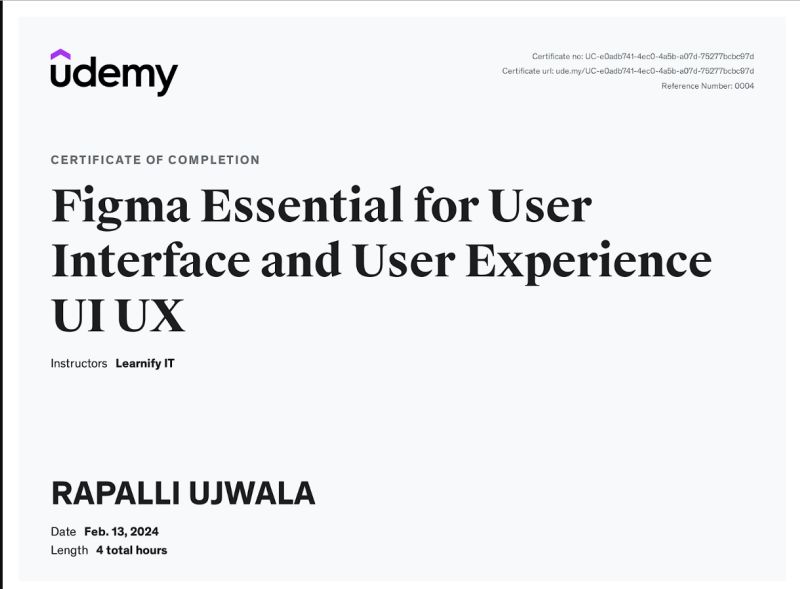 udemy
Certificate no: UC-e0adb741-4ec0-4a5b-a07d-75277bcbc97d
Certificate url: ude.my/UC-e0adb741-4ec0-4a5b-a07d-75277bcbc97d
Reference Number: 0004
CERTIFICATE OF COMPLETION
Figma Essential for User
Interface and User Experience
UI UX
Instructors Learnify IT
RAPALLI UJWALA
Date Feb. 13, 2024
Length 4 total hours